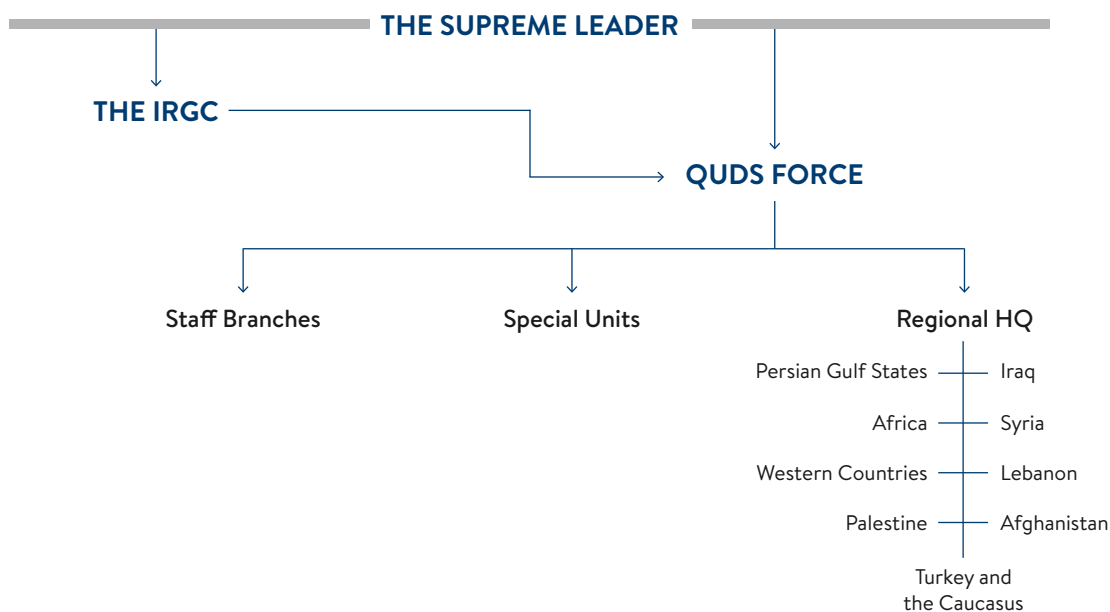 THE SUPREME LEADER
THE IRGC
QUDS FORCE
Staff Branches
Special Units
Regional HQ
Persian Gulf States
Iraq
Africa
Syria
Western Countries
Lebanon
Palestine
Afghanistan
Turkey and
the Caucasus